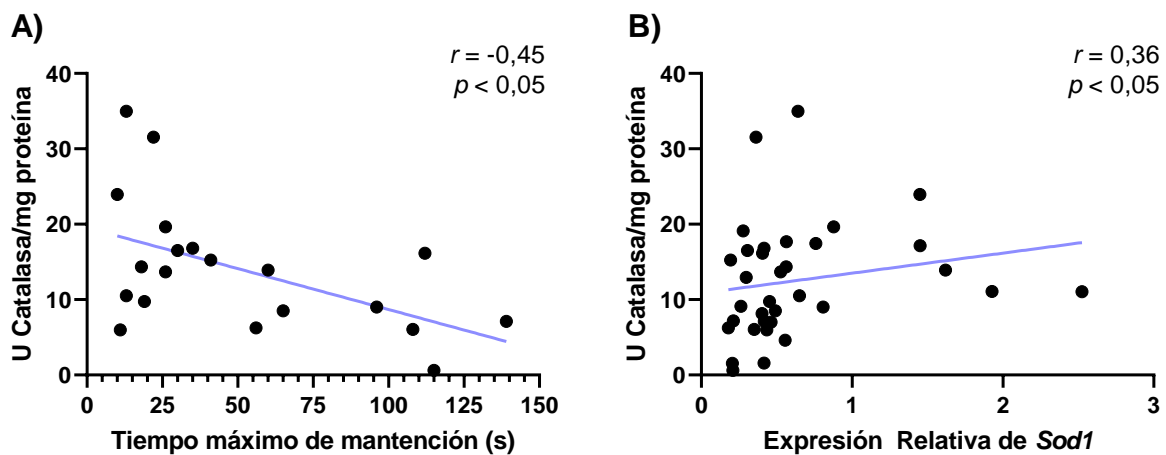 A)
r = -0,45
p < 0,05
U Catalasa/mg proteína
40
30
20
10
0
0 25 50 75 100 125 150
Tiempo máximo de mantención (s)
B)
r = 0,36
p < 0,05
U Catalasa/mg proteína
40
30
20
10
0
0 1 2 3
Expresión Relativa de Sod1